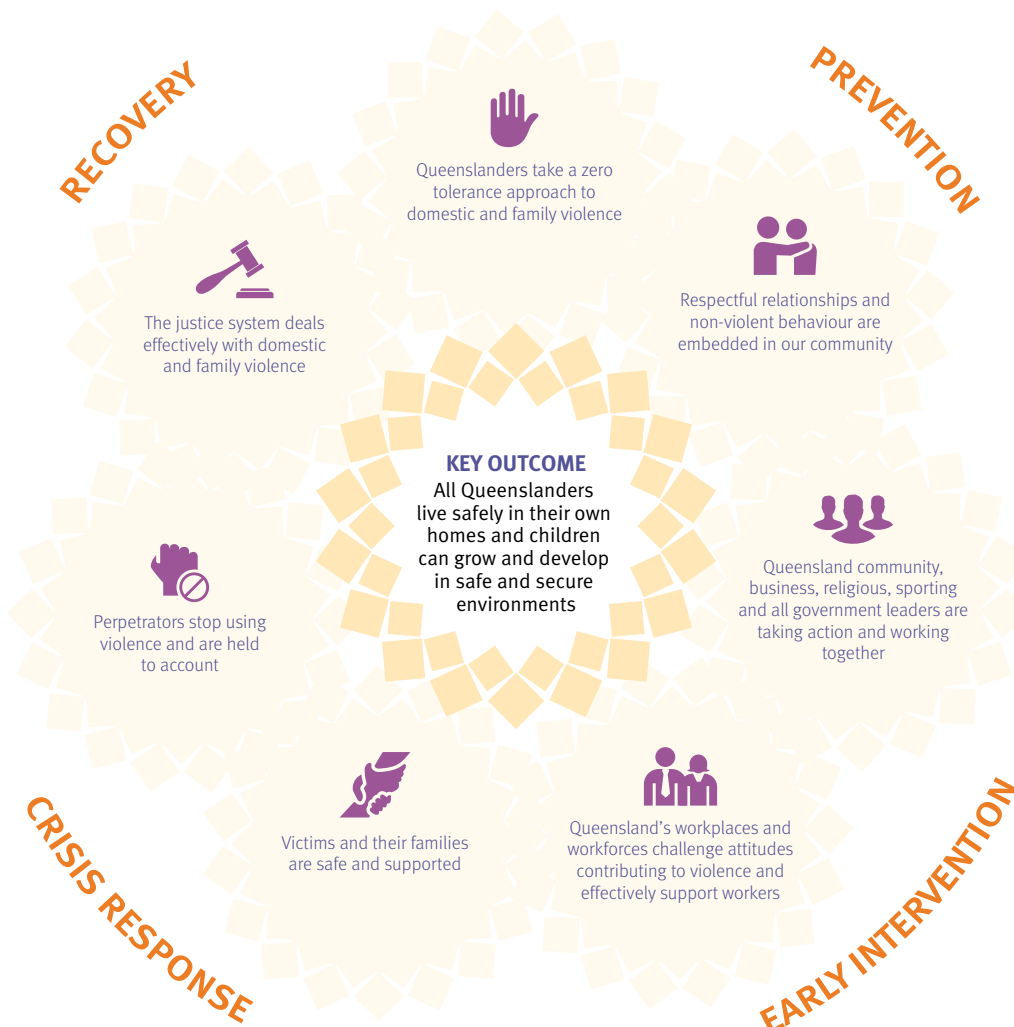 RECOVERY
PREVENTION
Queenslanders take a zero
tolerance approach to
domestic and family violence
Respectful relationships and
non-violent behaviour are
embedded in our community
The justice system deals
effectively with domestic
and family violence
KEY OUTCOME
All Queenslanders
live safely in their own
homes and children
can grow and develop
in safe and secure
environments
Queensland community,
business, religious, sporting
and all government leaders are
taking action and working
together
Perpetrators stop using
violence and are held
to account
Queensland’s workplaces and
workforces challenge attitudes
contributing to violence and
effectively support workers
Victims and their families
are safe and supported
CRISIS RESPONSE
EARLY INTERVENTION